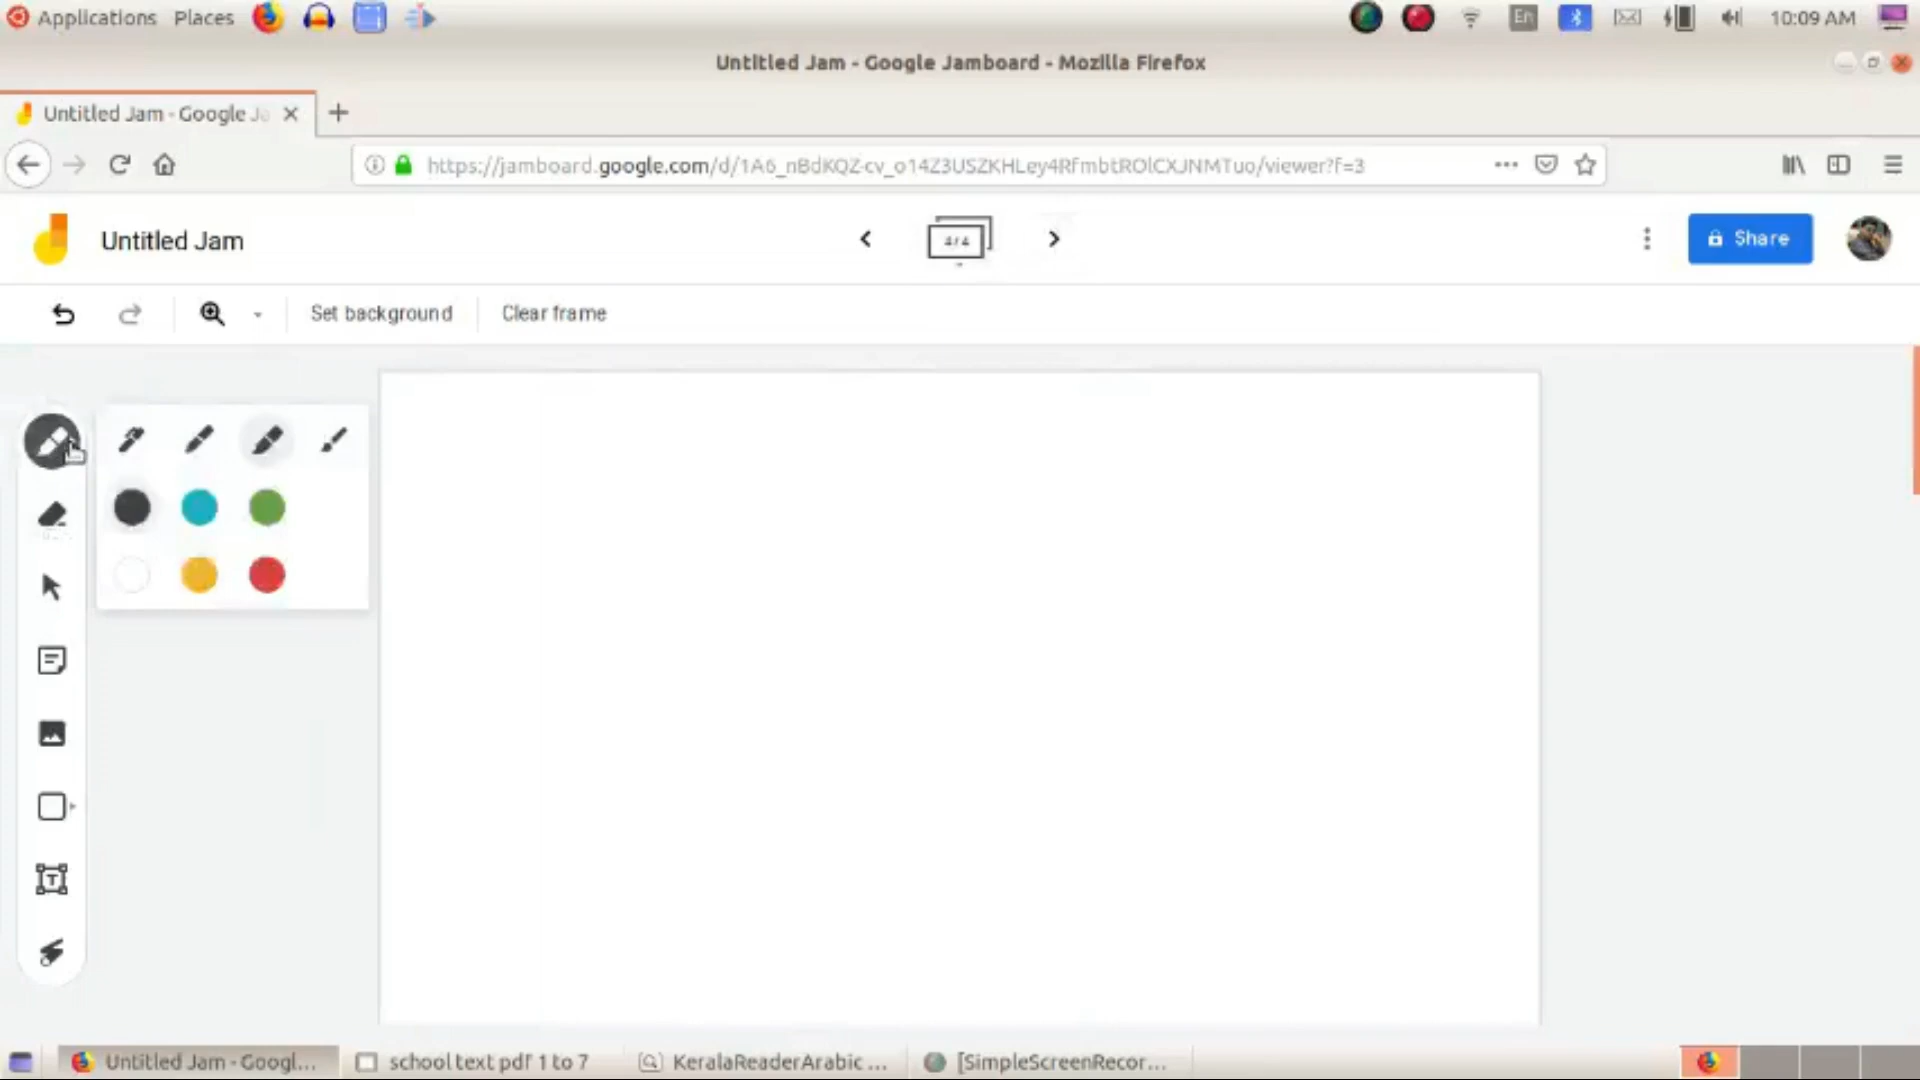 Applications Places En 10:09 AM
Untitled Jam - Google Jamboard - Mozilla Firefox
Untitled Jam - Google Ja
https://jamboard.google.com/d/1A6_nBdKQZ-cv_o14Z3USZKHLey4RfmbtROlCXJNMTuo/viewer?f=3
Untitled Jam 4/4 Share
Set background Clear frame
Untitled Jam - Googl... school text pdf 1 to 7 KeralaReaderArabic ... [SimpleScreenRecor...